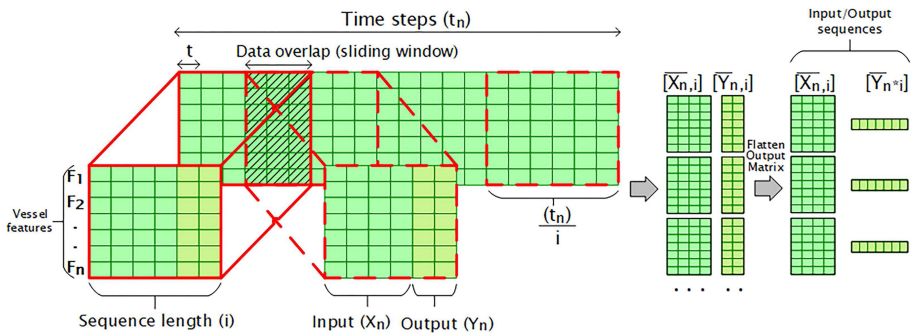 Time steps (tn)
Input/Output
sequences
t
Data overlap (sliding window)
[Xn,i]
[Yn,i]
[Xn,i]
[Yn*i]
Flatten
Output
Matrix
Vessel
features
F1
F2
.
.
Fn
(tn)
i
Sequence length (i)
Input (Xn)
Output (Yn)
. . .
. .